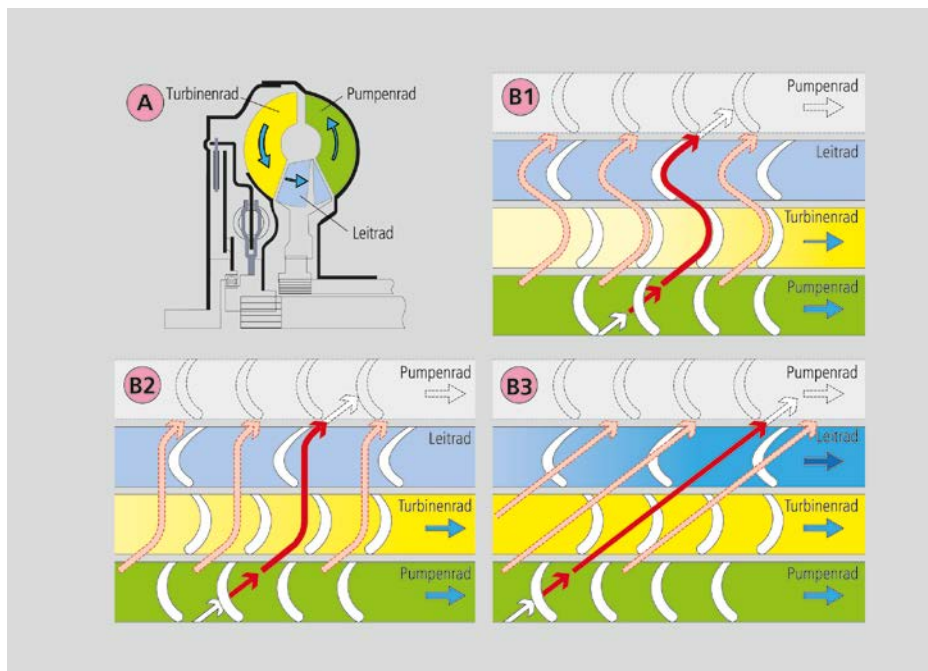 A
Turbinenrad
Pumpenrad
Leitrad
B1
Pumpenrad
Leitrad
Turbinenrad
Pumpenrad
B2
Pumpenrad
Leitrad
Turbinenrad
Pumpenrad
B3
Pumpenrad
Leitrad
Turbinenrad
Pumpenrad